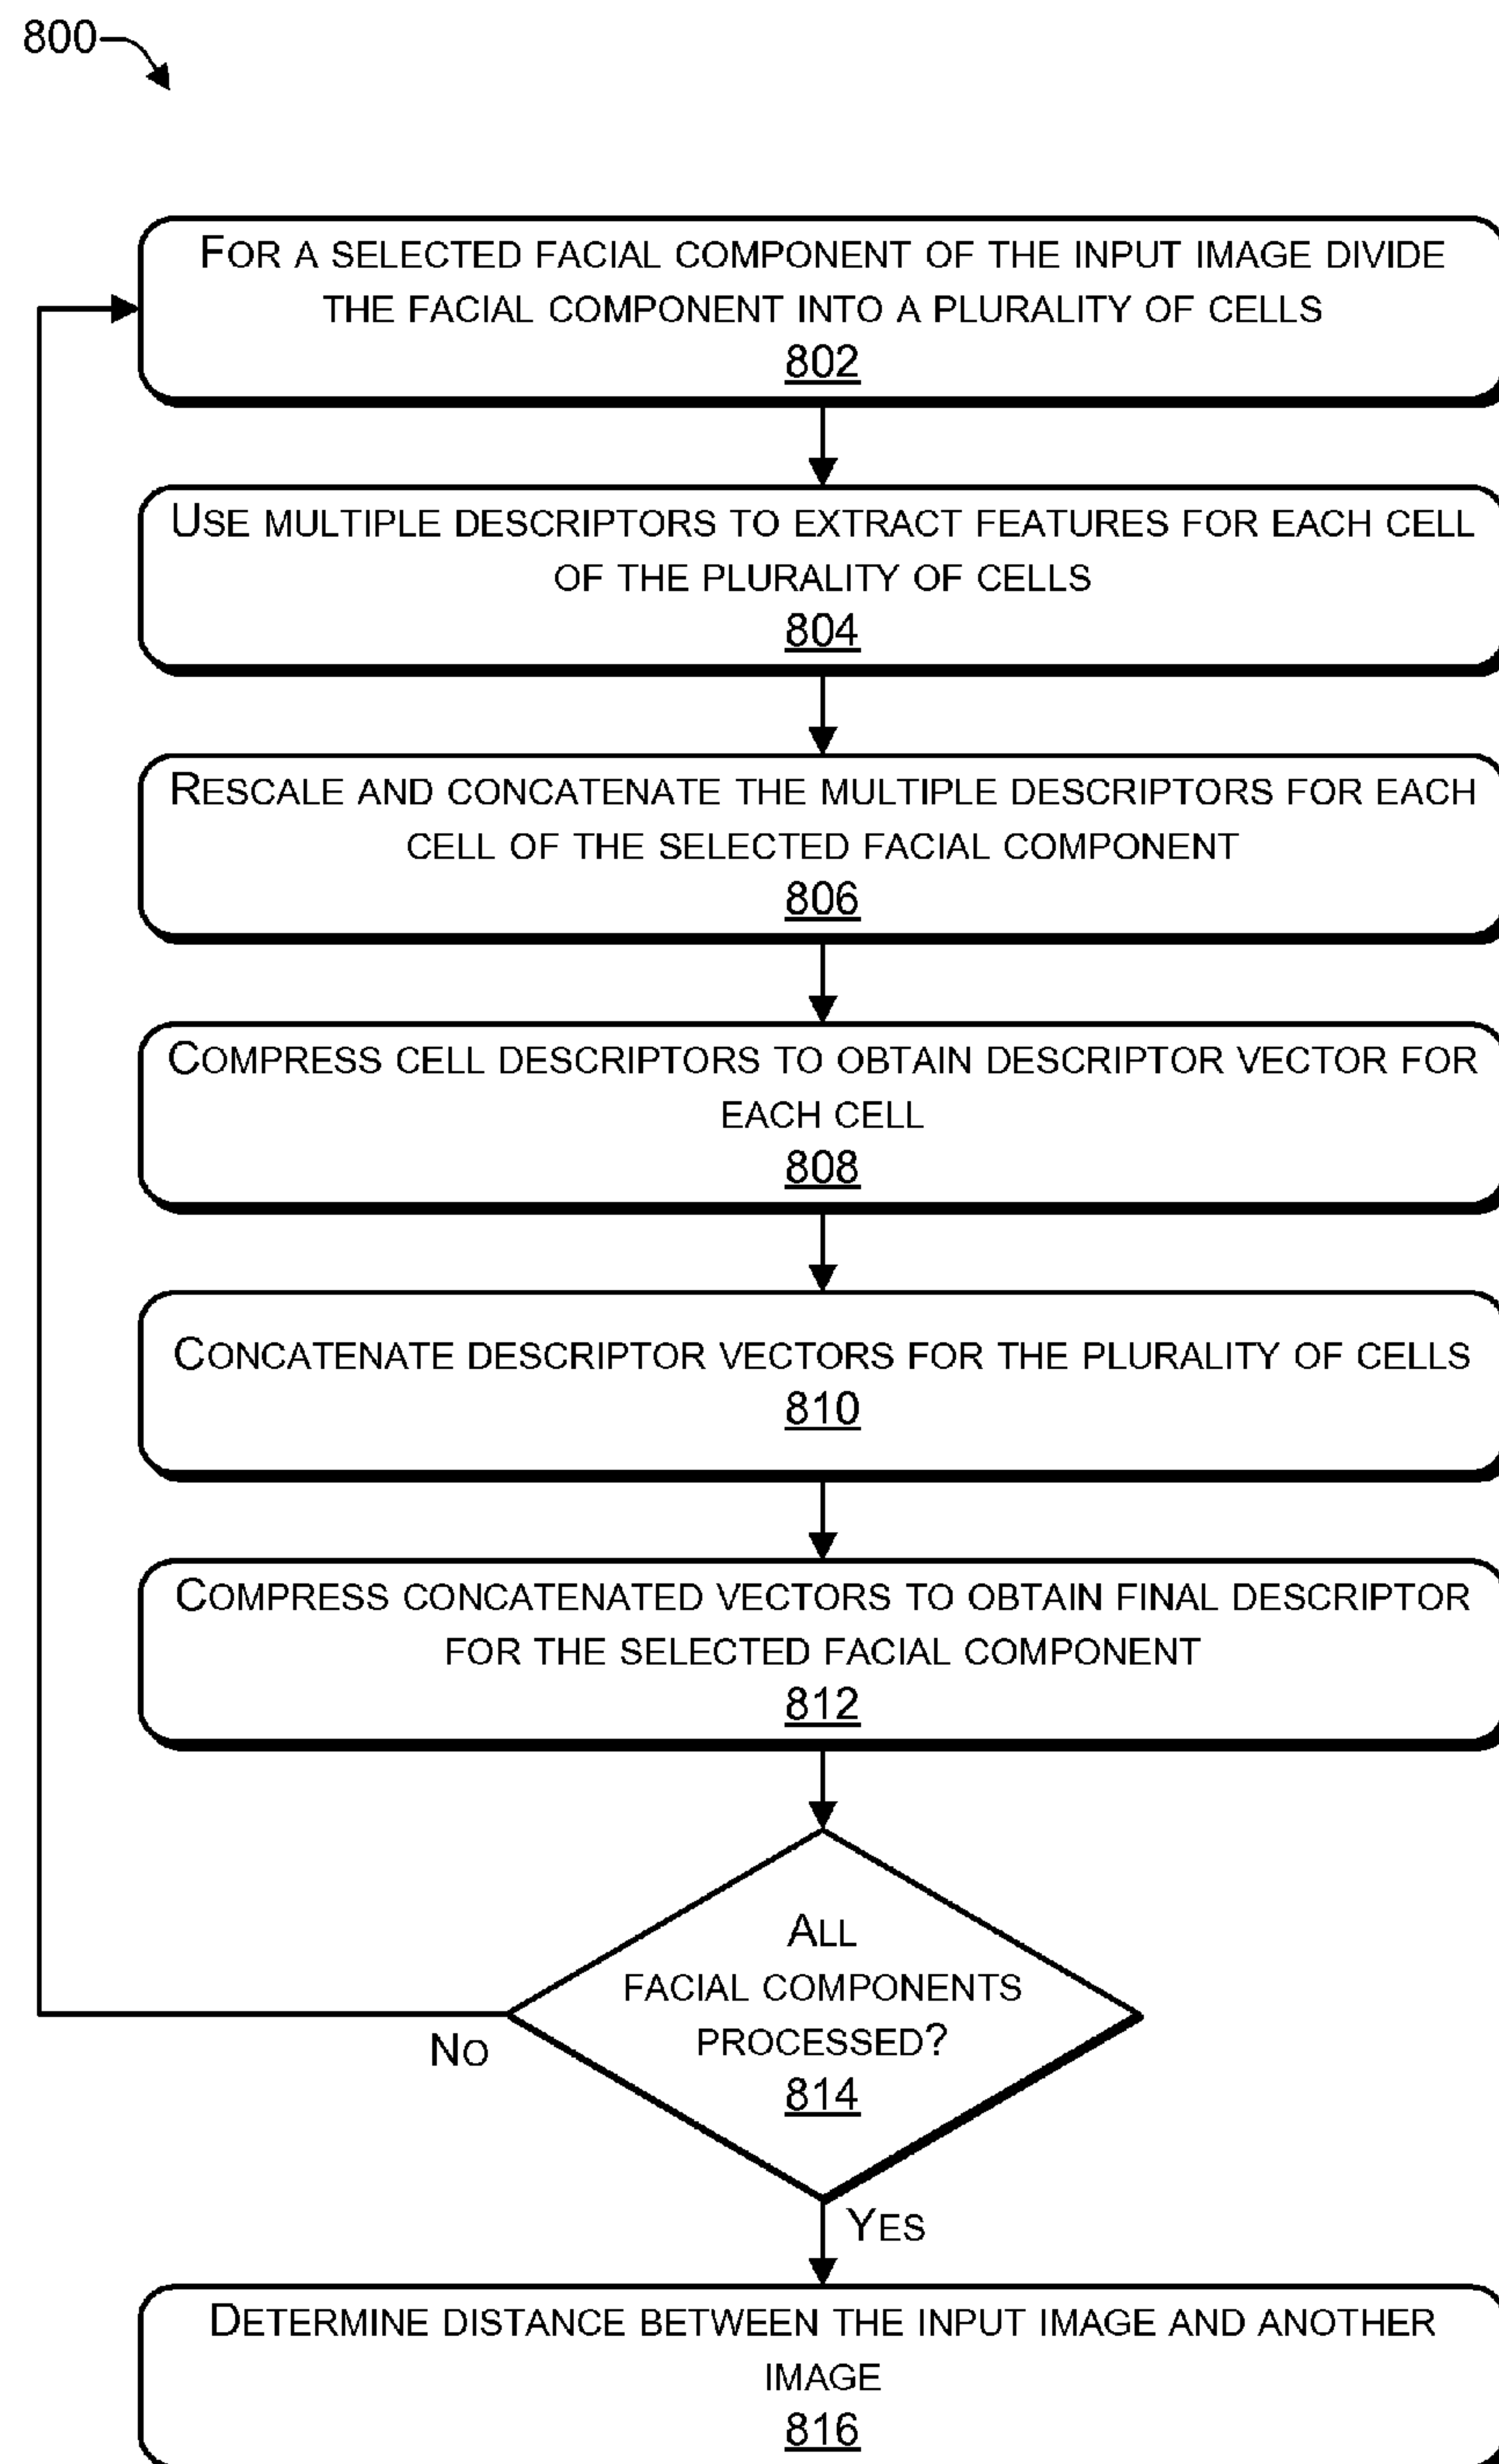 800
FOR A SELECTED FACIAL COMPONENT OF THE INPUT IMAGE DIVIDE
THE FACIAL COMPONENT INTO A PLURALITY OF CELLS
802
USE MULTIPLE DESCRIPTORS TO EXTRACT FEATURES FOR EACH CELL
OF THE PLURALITY OF CELLS
804
RESCALE AND CONCATENATE THE MULTIPLE DESCRIPTORS FOR EACH
CELL OF THE SELECTED FACIAL COMPONENT
806
COMPRESS CELL DESCRIPTORS TO OBTAIN DESCRIPTOR VECTOR FOR
EACH CELL
808
CONCATENATE DESCRIPTOR VECTORS FOR THE PLURALITY OF CELLS
810
COMPRESS CONCATENATED VECTORS TO OBTAIN FINAL DESCRIPTOR
FOR THE SELECTED FACIAL COMPONENT
812
ALL
FACIAL COMPONENTS
PROCESSED?
814
NO
YES
DETERMINE DISTANCE BETWEEN THE INPUT IMAGE AND ANOTHER
IMAGE
816